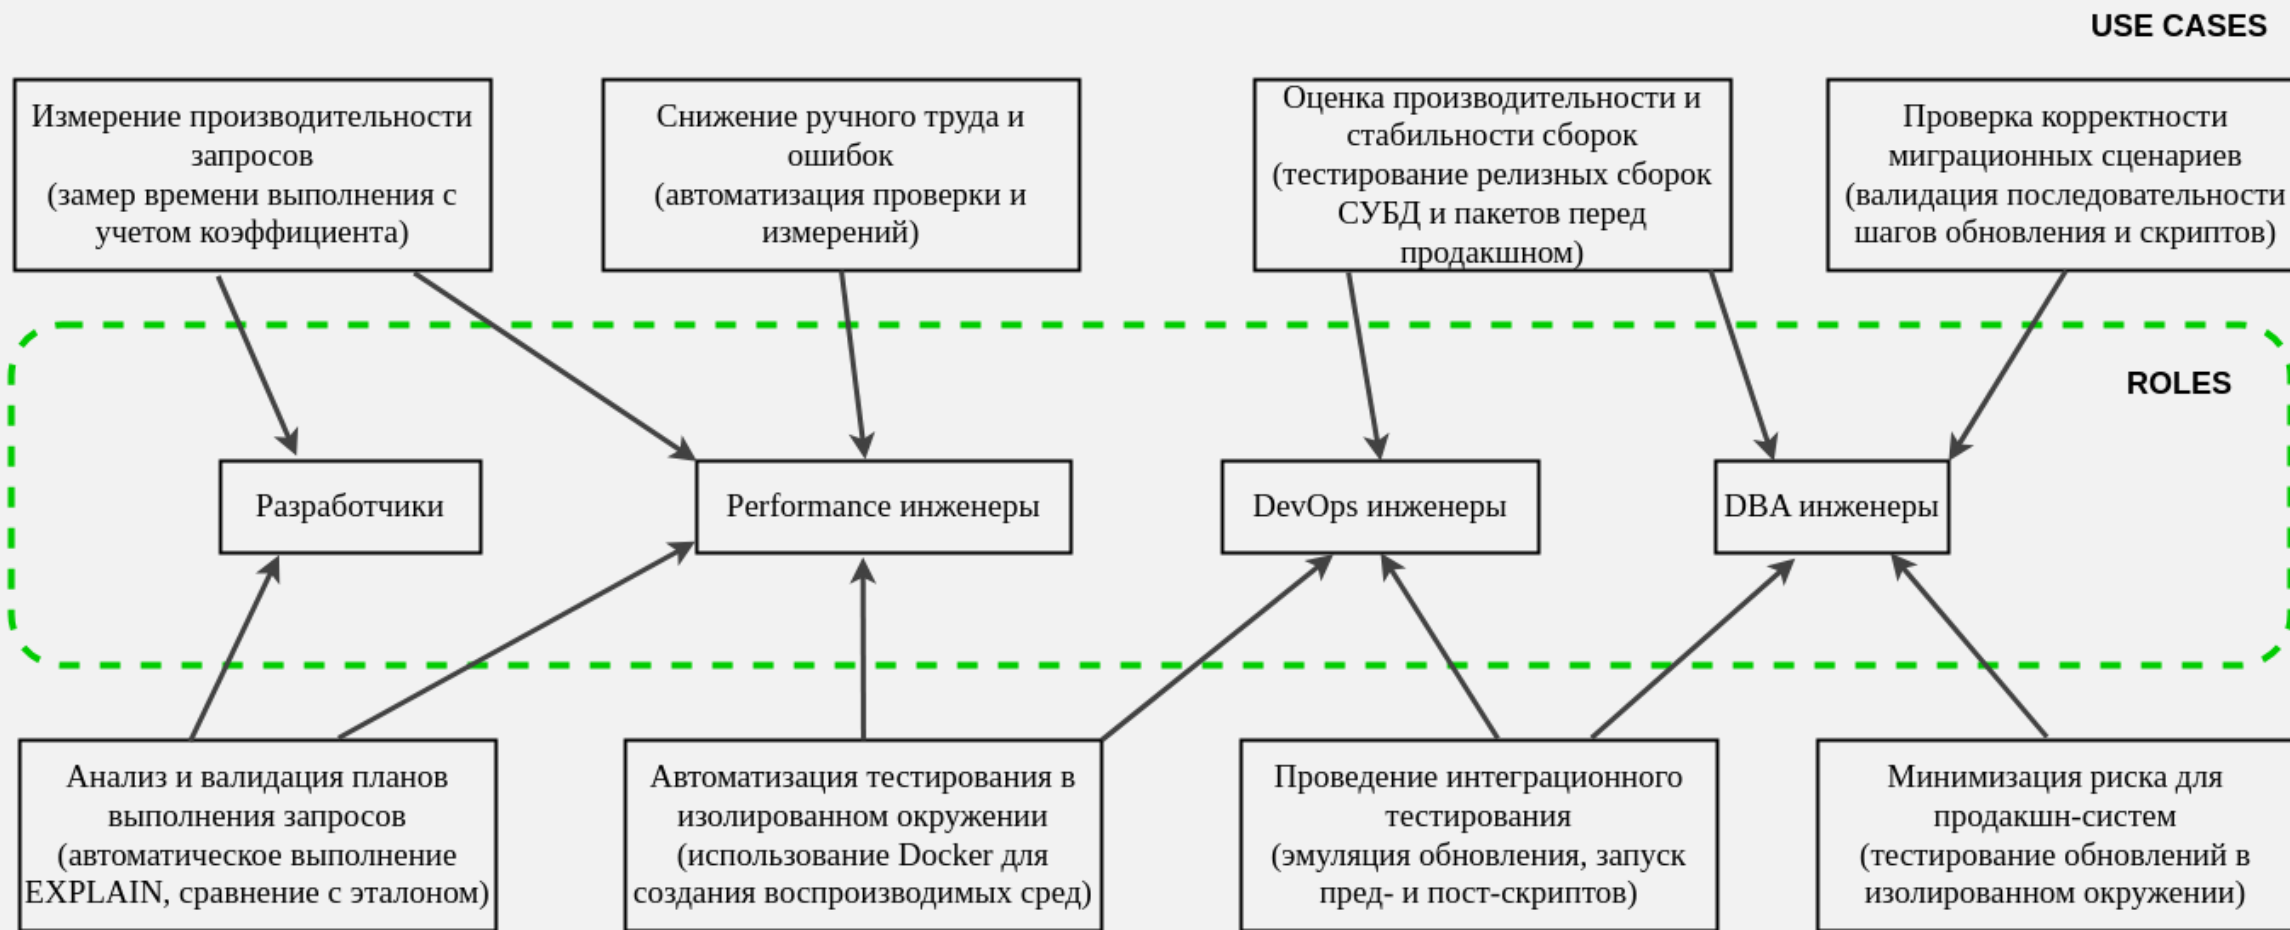 USE CASES
Измерение производительности
запросов
(замер времени выполнения с
учетом коэффициента)
Снижение ручного труда и
ошибок
(автоматизация проверки и
измерений)
Оценка производительности и
стабильности сборок
(тестирование релизных сборок
СУБД и пакетов перед
продакшном)
Проверка корректности
миграционных сценариев
(валидация последовательности
шагов обновления и скриптов)
ROLES
Разработчики
Performance инженеры
DevOps инженеры
DBA инженеры
Анализ и валидация планов
выполнения запросов
(автоматическое выполнение
EXPLAIN, сравнение с эталоном)
Автоматизация тестирования в
изолированном окружении
(использование Docker для
создания воспроизводимых сред)
Проведение интеграционного
тестирования
(эмуляция обновления, запуск
пред- и пост-скриптов)
Минимизация риска для
продакшн-систем
(тестирование обновлений в
изолированном окружении)